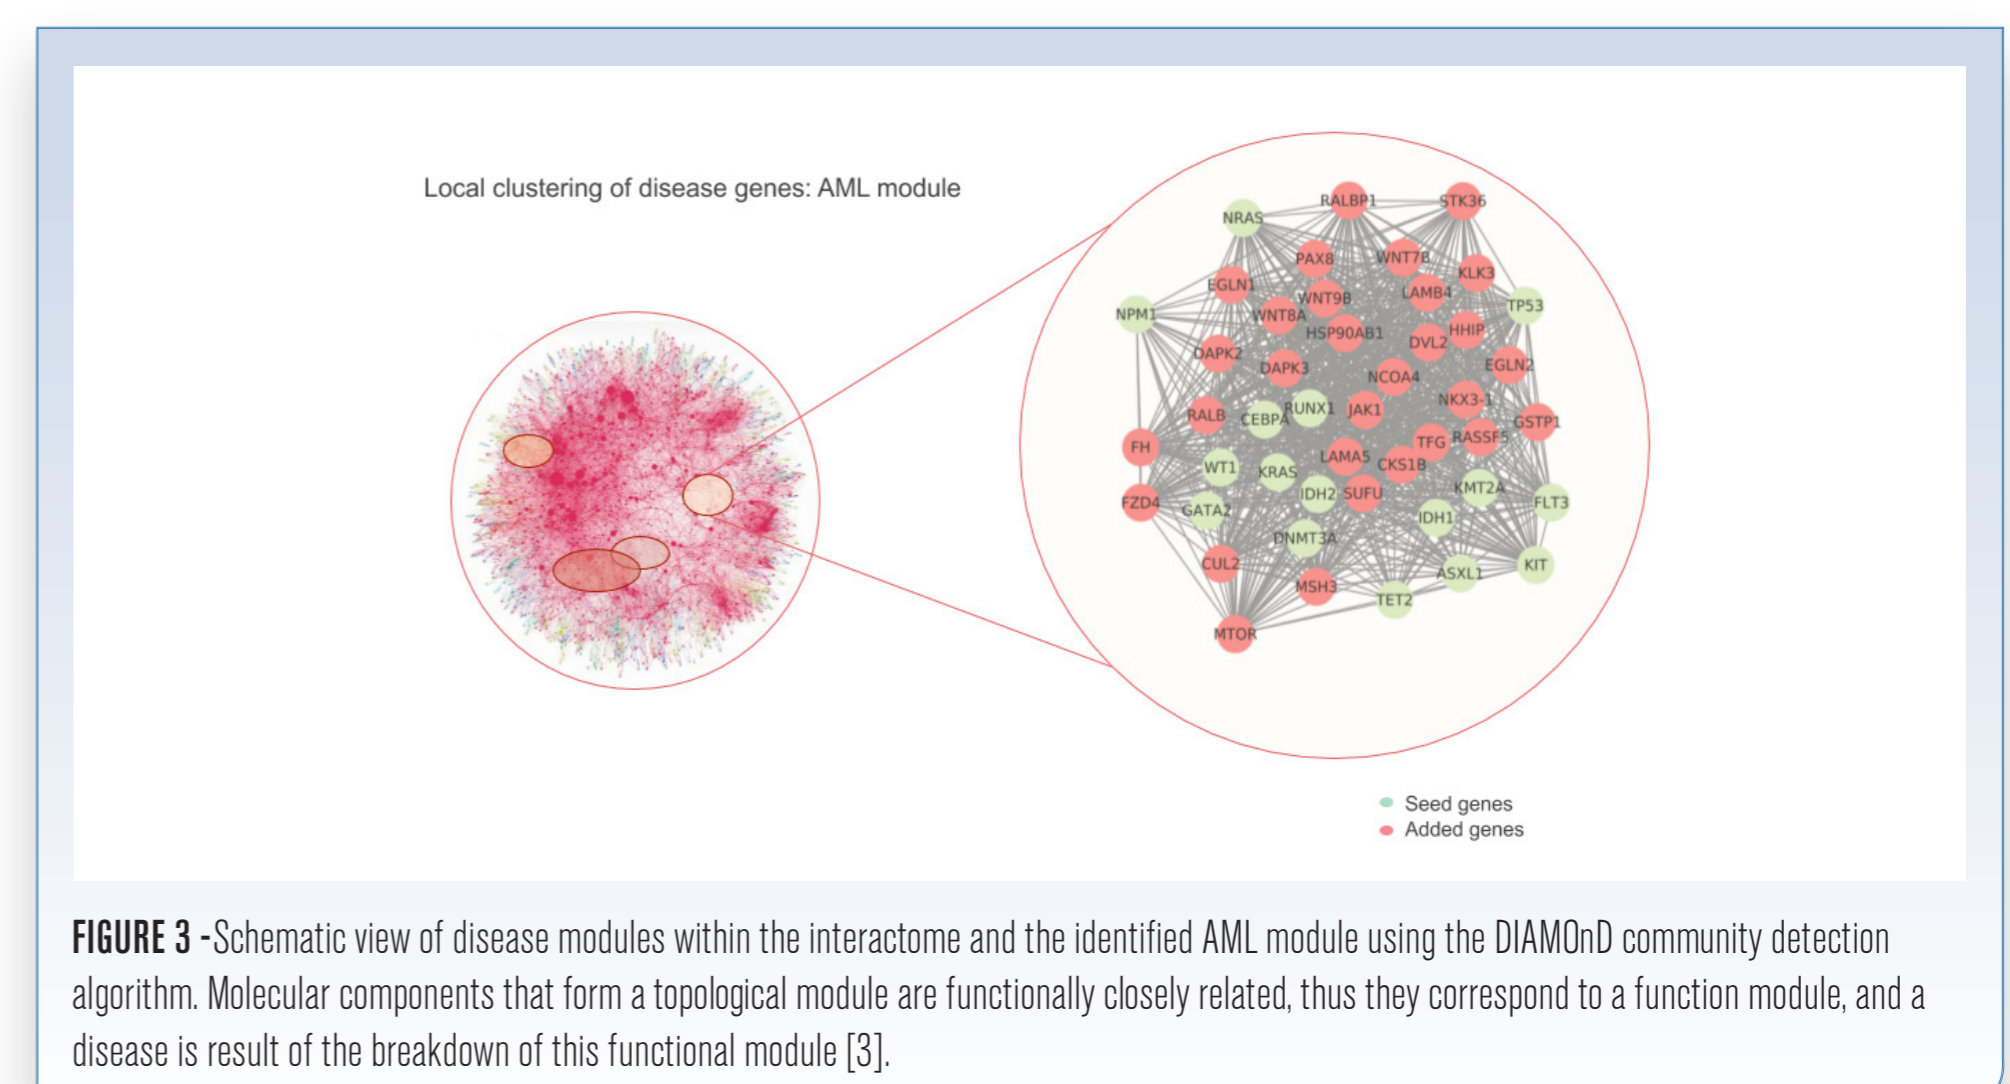 Local clustering of disease genes: AML module
NRAS
RALBP1
STK36
PAX8
WNT7B
KLK3
EGLN1
WNT9B
LAMB4
TP53
NPM1
WNT8A
HSP90AB1
HHIP
DVL2
DAPK2
DAPK3
NCOA4
EGLN2
NKX3-1
RALB
CEBPA
RUNX1
JAK1
GSTP1
FH
TFG
RASSF5
WT1
KRAS
LAMA5
CKS1B
FZD4
GATA2
IDH2
SUFU
KMT2A
FLT3
IDH1
DNMT3A
CUL2
MSH3
ASXL1
KIT
TET2
MTOR
Seed genes
Added genes
FIGURE 3 -Schematic view of disease modules within the interactome and the identified AML module using the DIAMOnD community detection
algorithm. Molecular components that form a topological module are functionally closely related, thus they correspond to a function module, and a
disease is result of the breakdown of this functional module [3].